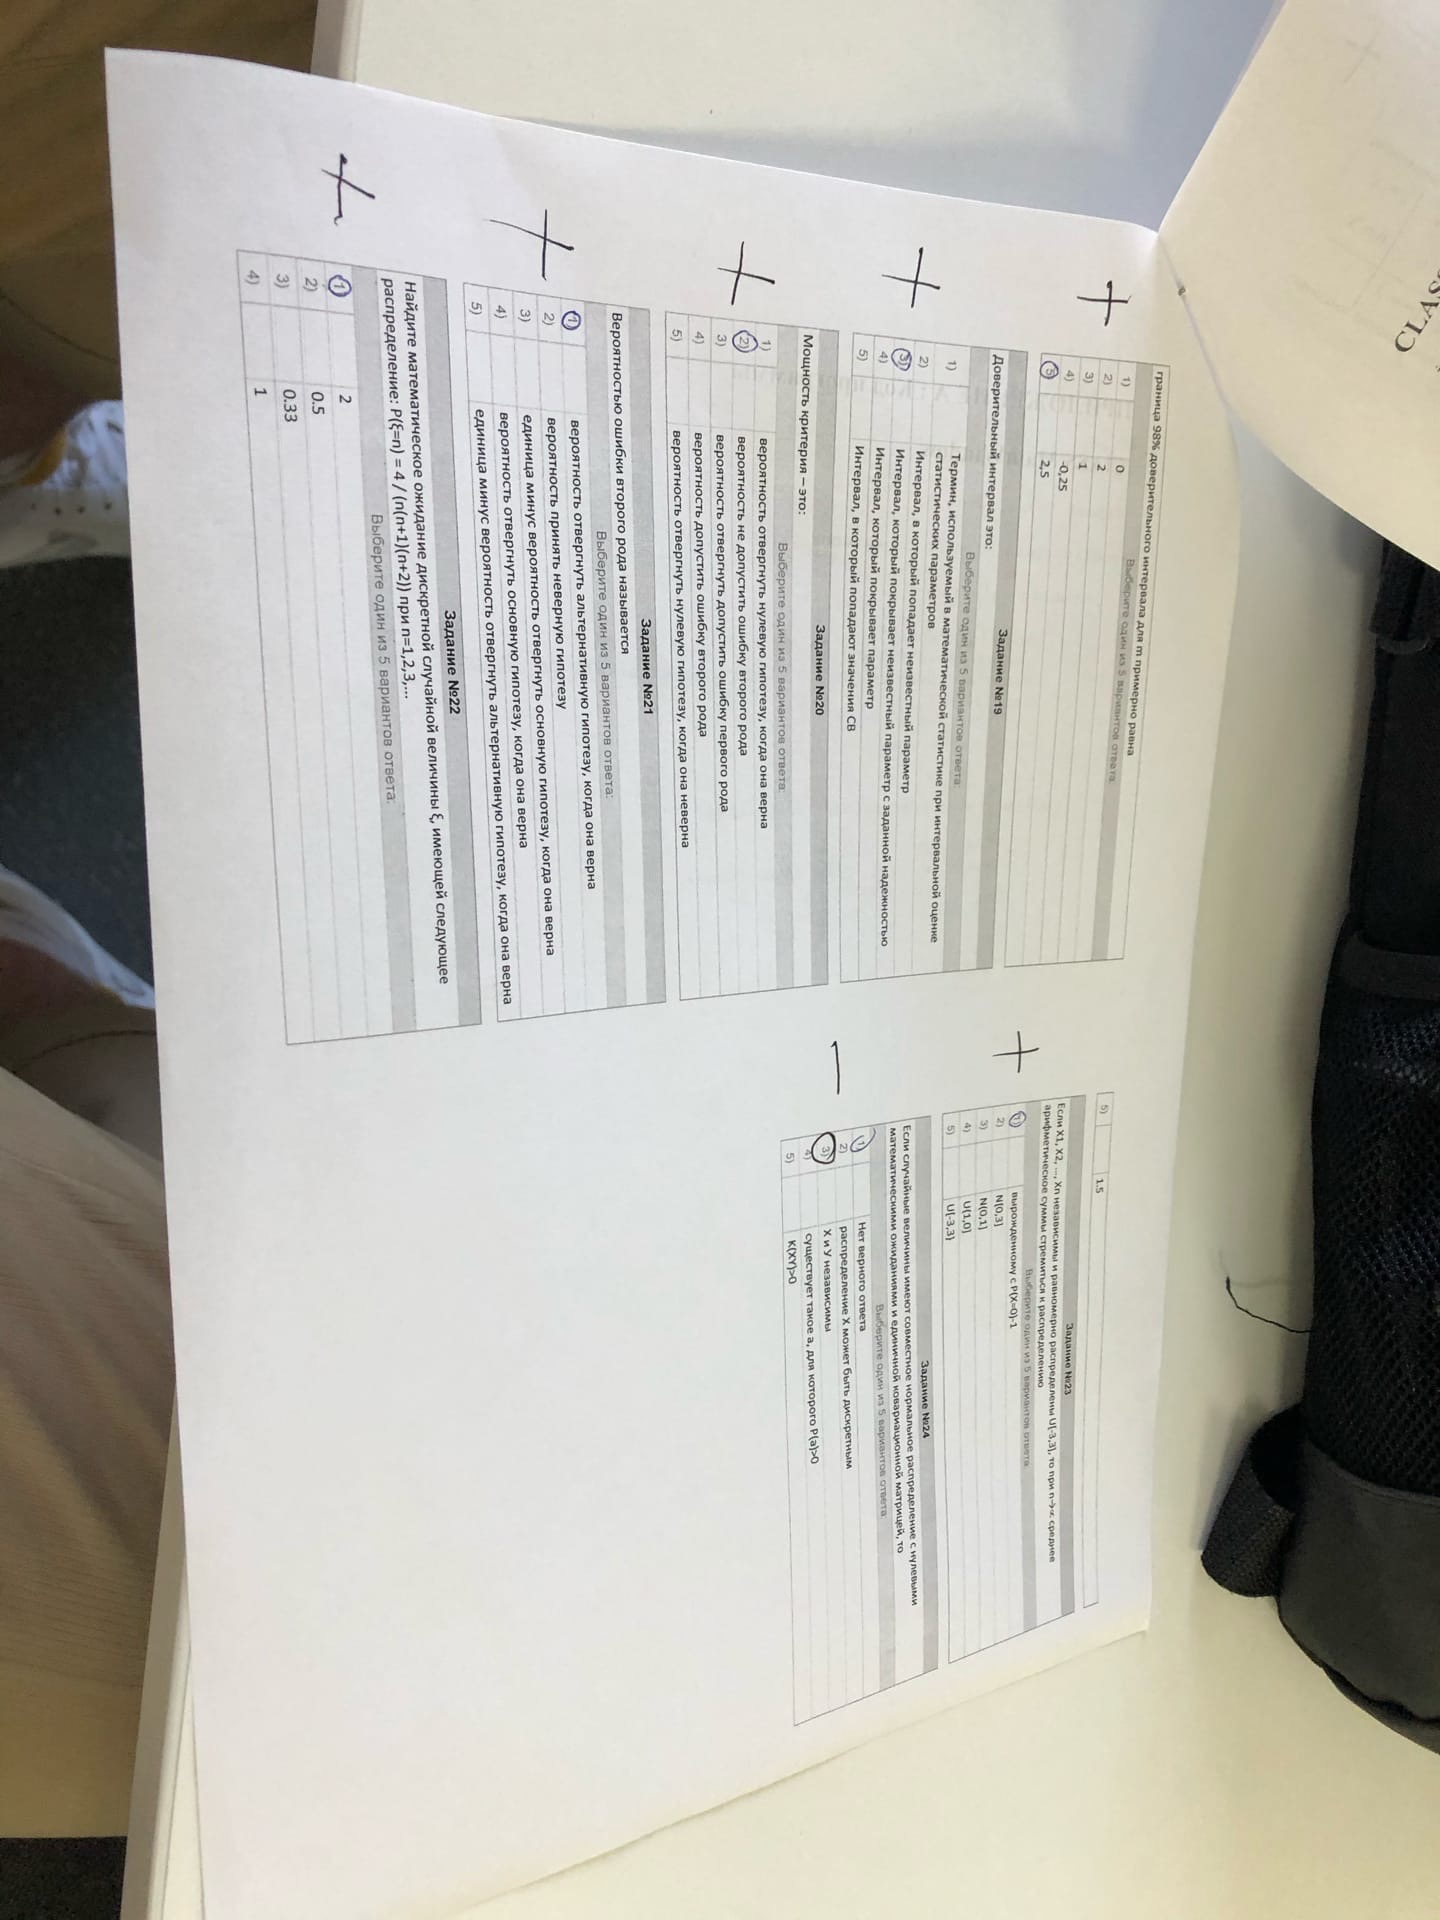 CLASS
граница 98% доверительного интервала для m примерно равна
Выберите один из 5 вариантов ответа:
1) 0
2) 2
3) 1
4) -0,25
5) 2,5
Задание №19
Доверительный интервал это:
Выберите один из 5 вариантов ответа:
1) Термин, используемый в математической статистике при интервальной оценке
статистических параметров
2) Интервал, в который попадает неизвестный параметр
3) Интервал, который покрывает неизвестный параметр с заданной надежностью
4) Интервал, который покрывает параметр
5) Интервал, в который попадают значения СВ
Задание №20
Мощность критерия – это:
Выберите один из 5 вариантов ответа:
1) вероятность отвергнуть нулевую гипотезу, когда она верна
2) вероятность не допустить ошибку второго рода
3) вероятность отвергнуть допустить ошибку первого рода
4) вероятность допустить ошибку второго рода
5) вероятность отвергнуть нулевую гипотезу, когда она неверна
Задание №21
Вероятностью ошибки второго рода называется
Выберите один из 5 вариантов ответа:
1) вероятность отвергнуть альтернативную гипотезу, когда она верна
2) вероятность принять неверную гипотезу
3) единица минус вероятность отвергнуть основную гипотезу, когда она верна
4) вероятность отвергнуть основную гипотезу, когда она верна
5) единица минус вероятность отвергнуть альтернативную гипотезу, когда она верна
Задание №22
Найдите математическое ожидание дискретной случайной величины ξ, имеющей следующее
распределение: P(ξ=n) = 4 / (n(n+1)(n+2)) при n=1,2,3,...
Выберите один из 5 вариантов ответа:
1) 2
2) 0.5
3) 0.33
4) 1
5) 1.5
Задание №23
Если X1, X2, ..., Xn независимы и равномерно распределены U[-3,3], то при n→∝ среднее
арифметическое суммы стремиться к распределению
Выберите один из 5 вариантов ответа:
1) вырожденному с P(X=0)-1
2) N[0,3]
3) N(0,1]
4) U(1,0]
5) U[-3,3)
Задание №24
Если случайные величины имеют совместное нормальное распределение с нулевыми
математическими ожиданиями и единичной ковариационной матрицей, то
Выберите один из 5 вариантов ответа:
1) Нет верного ответа
2) распределение X может быть дискретным
3) X и У независимы
4) существует такое a, для которого P(a)>0
5) K(XY)>0